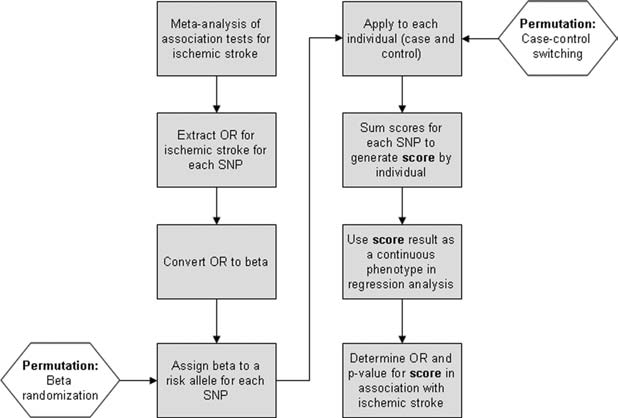 Meta-analysis of
association tests for
ischemic stroke
Extract OR for
ischemic stroke for
each SNP
Convert OR to beta
Permutation:
Beta
randomization
Assign beta to a
risk allele for each
SNP
Apply to each
individual (case and
control)
Permutation:
Case-control
switching
Sum scores for
each SNP to
generate score by
individual
Use score result as
a continuous
phenotype in
regression analysis
Determine OR and
p-value for score in
association with
ischemic stroke